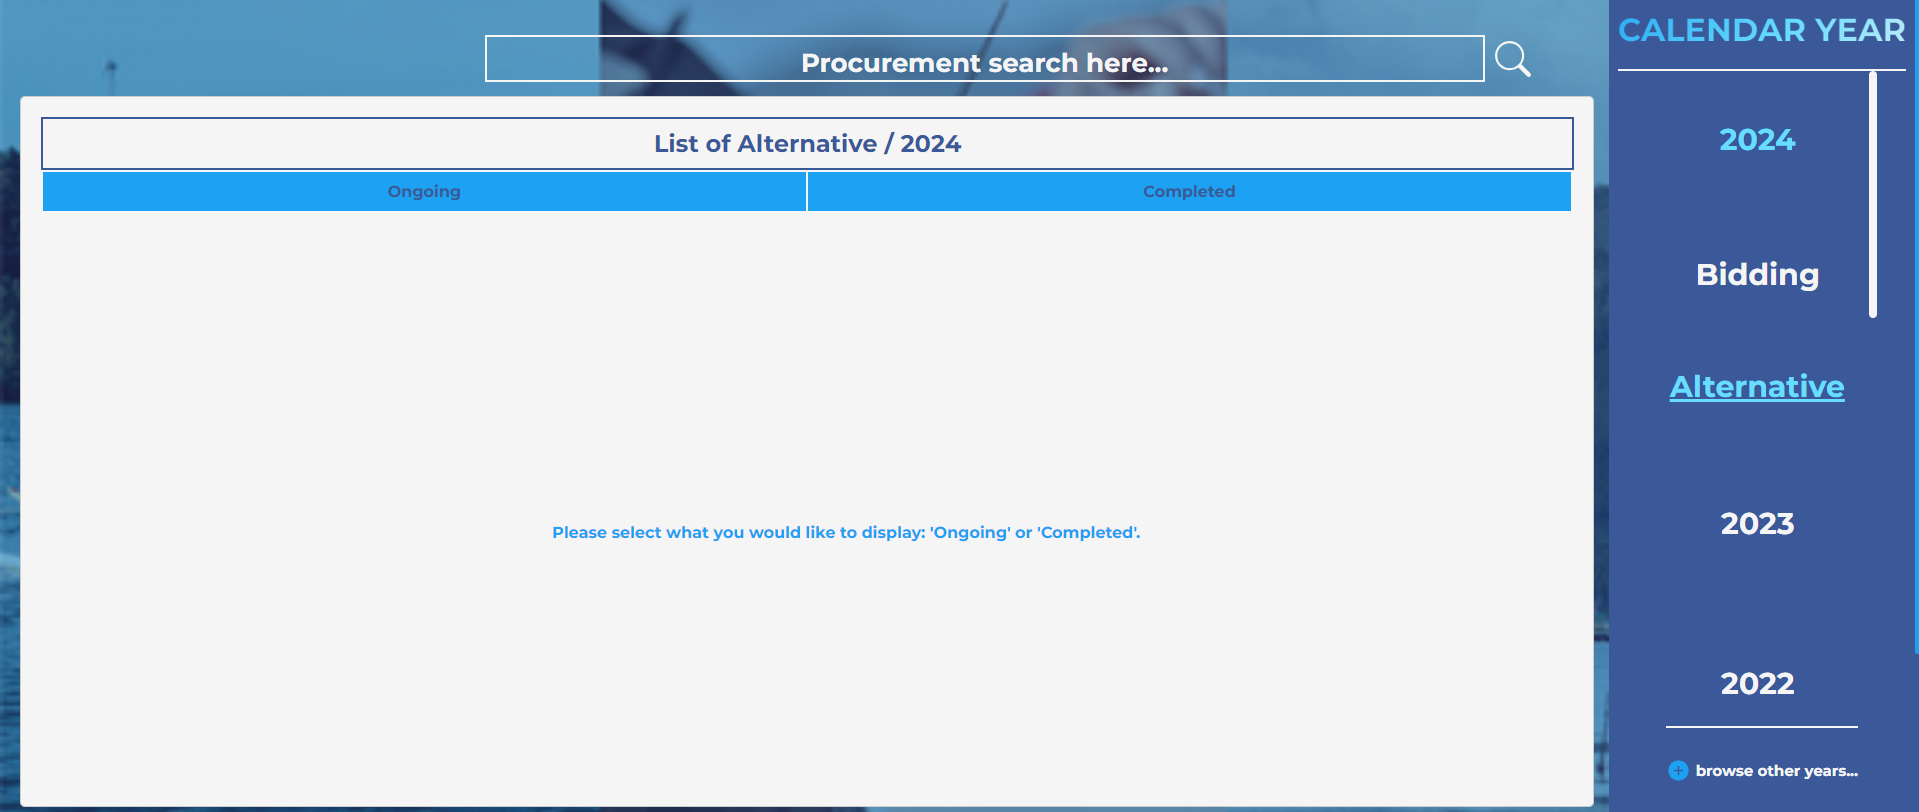 Procurement search here...
List of Alternative / 2024
Ongoing
Completed
Please select what you would like to display: 'Ongoing' or 'Completed'.
CALENDAR YEAR
2024
Bidding
Alternative
2023
2022
browse other years...